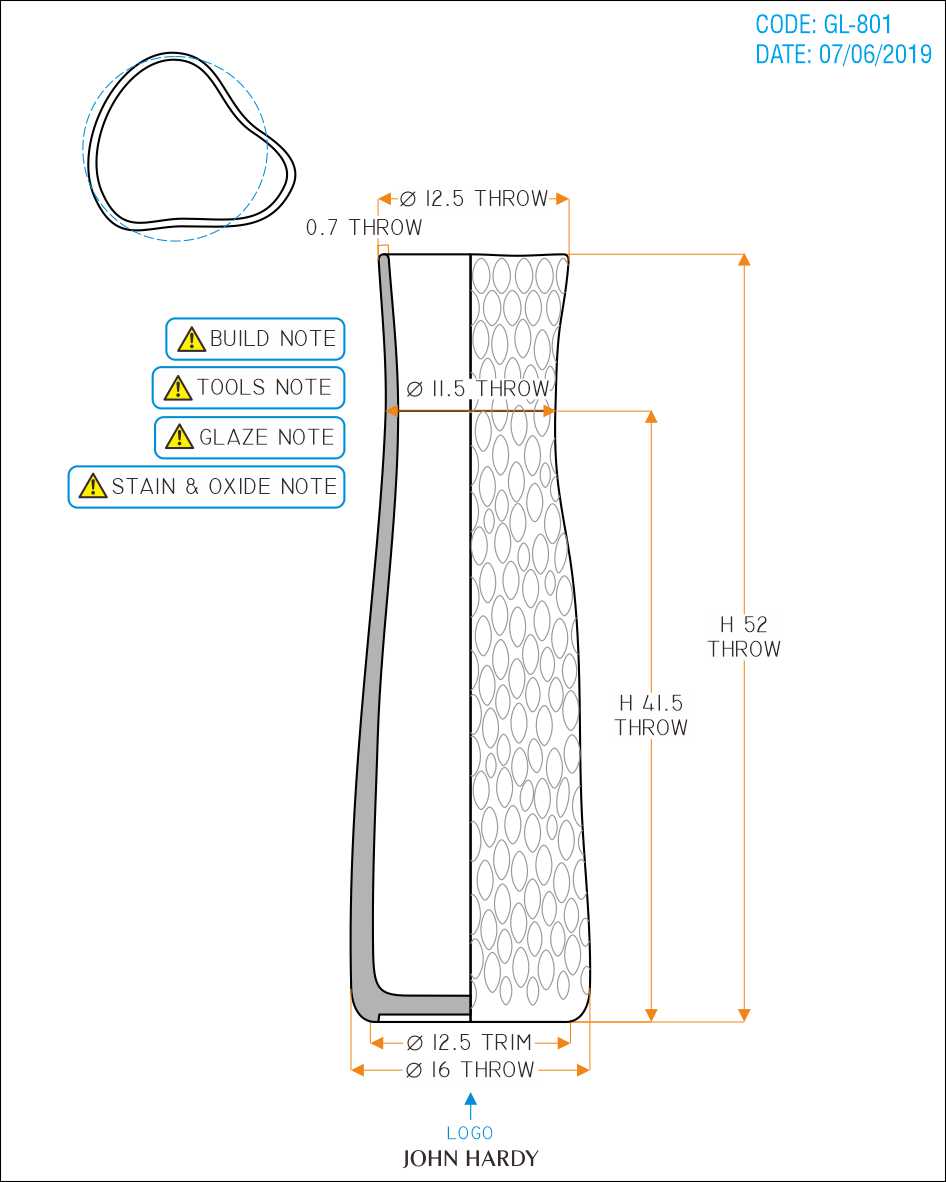 CODE: GL-801
DATE: 07/06/2019
Ø 12.5 THROW
0.7 THROW
BUILD NOTE
TOOLS NOTE
Ø 11.5 THROW
GLAZE NOTE
STAIN & OXIDE NOTE
H 52
THROW
H 41.5
THROW
Ø 12.5 TRIM
Ø 16 THROW
LOGO
JOHN HARDY